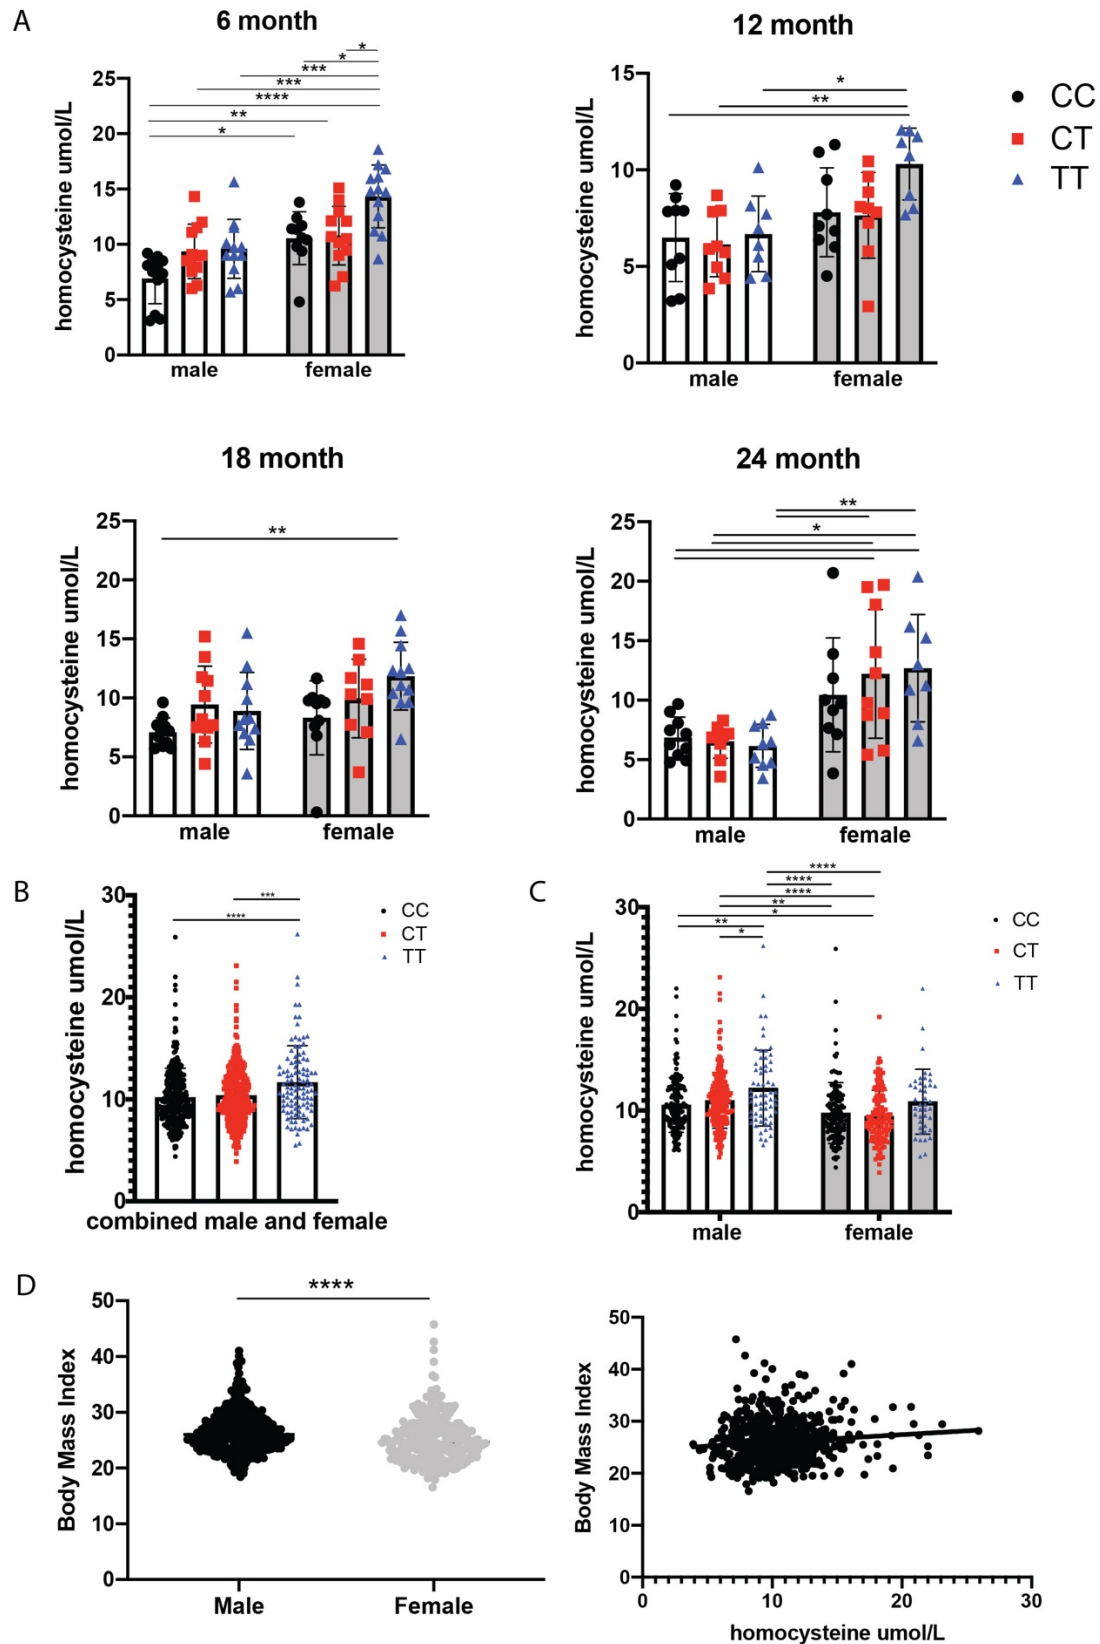 A
6 month
homocysteine umol/L
25
20
15
10
5
0
*
*
***
***
****
**
*
male
female
12 month
homocysteine umol/L
15
10
5
0
*
**
male
female
CC
CT
TT
18 month
homocysteine umol/L
25
20
15
10
5
0
**
male
female
24 month
homocysteine umol/L
25
20
15
10
5
0
**
*
male
female
B
homocysteine umol/L
30
20
10
0
***
****
combined male and female
CC
CT
TT
C
homocysteine umol/L
30
20
10
0
****
****
****
**
*
**
*
male
female
CC
CT
TT
D
Body Mass Index
50
40
30
20
10
0
****
Male
Female
Body Mass Index
50
40
30
20
10
0
0
10
20
30
homocysteine umol/L